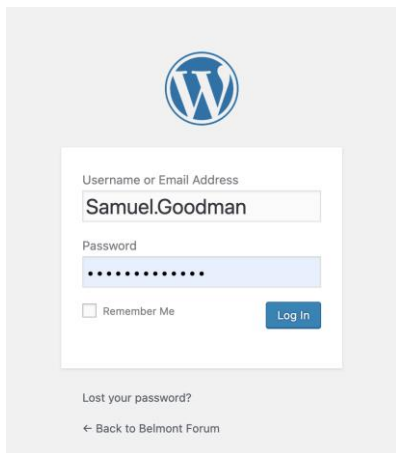 W
Username or Email Address
Samuel.Goodman
Password
•••••••••••••
Remember Me
Log In
Lost your password?
← Back to Belmont Forum